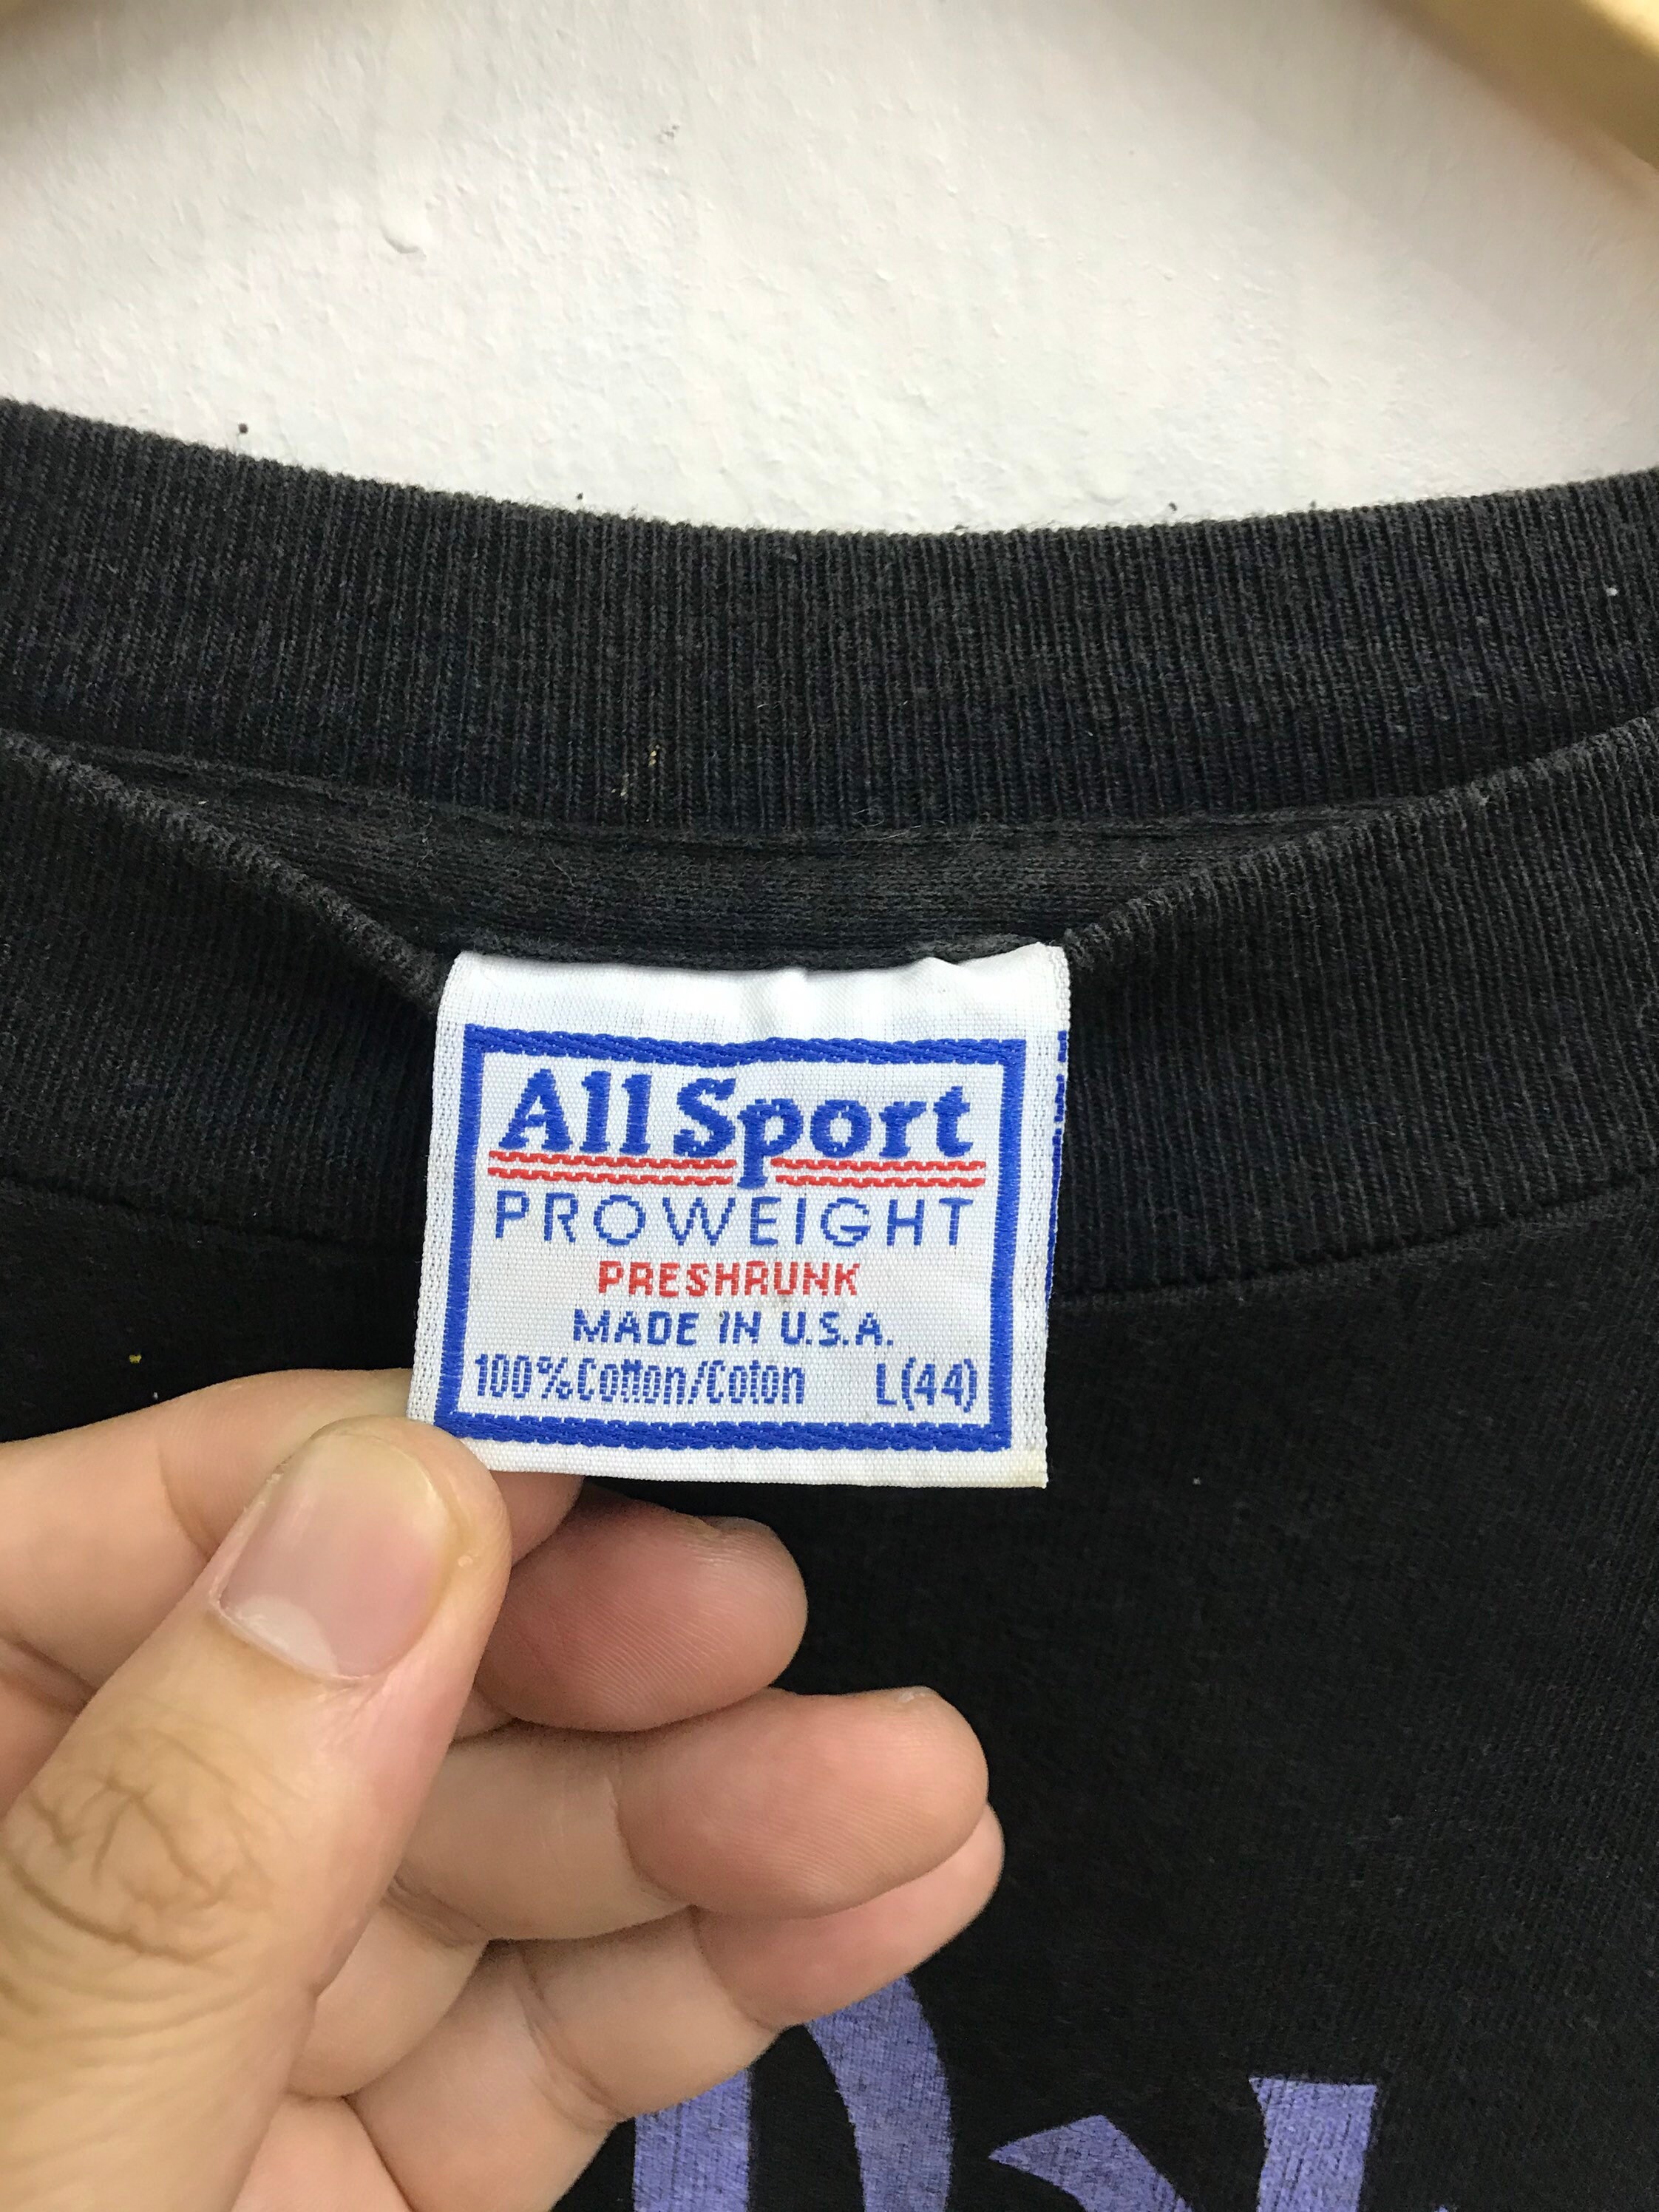 All Sport
PROWEIGHT
PRESHRUNK
MADE IN U.S.A.
100% Cotton/Coton L(44)